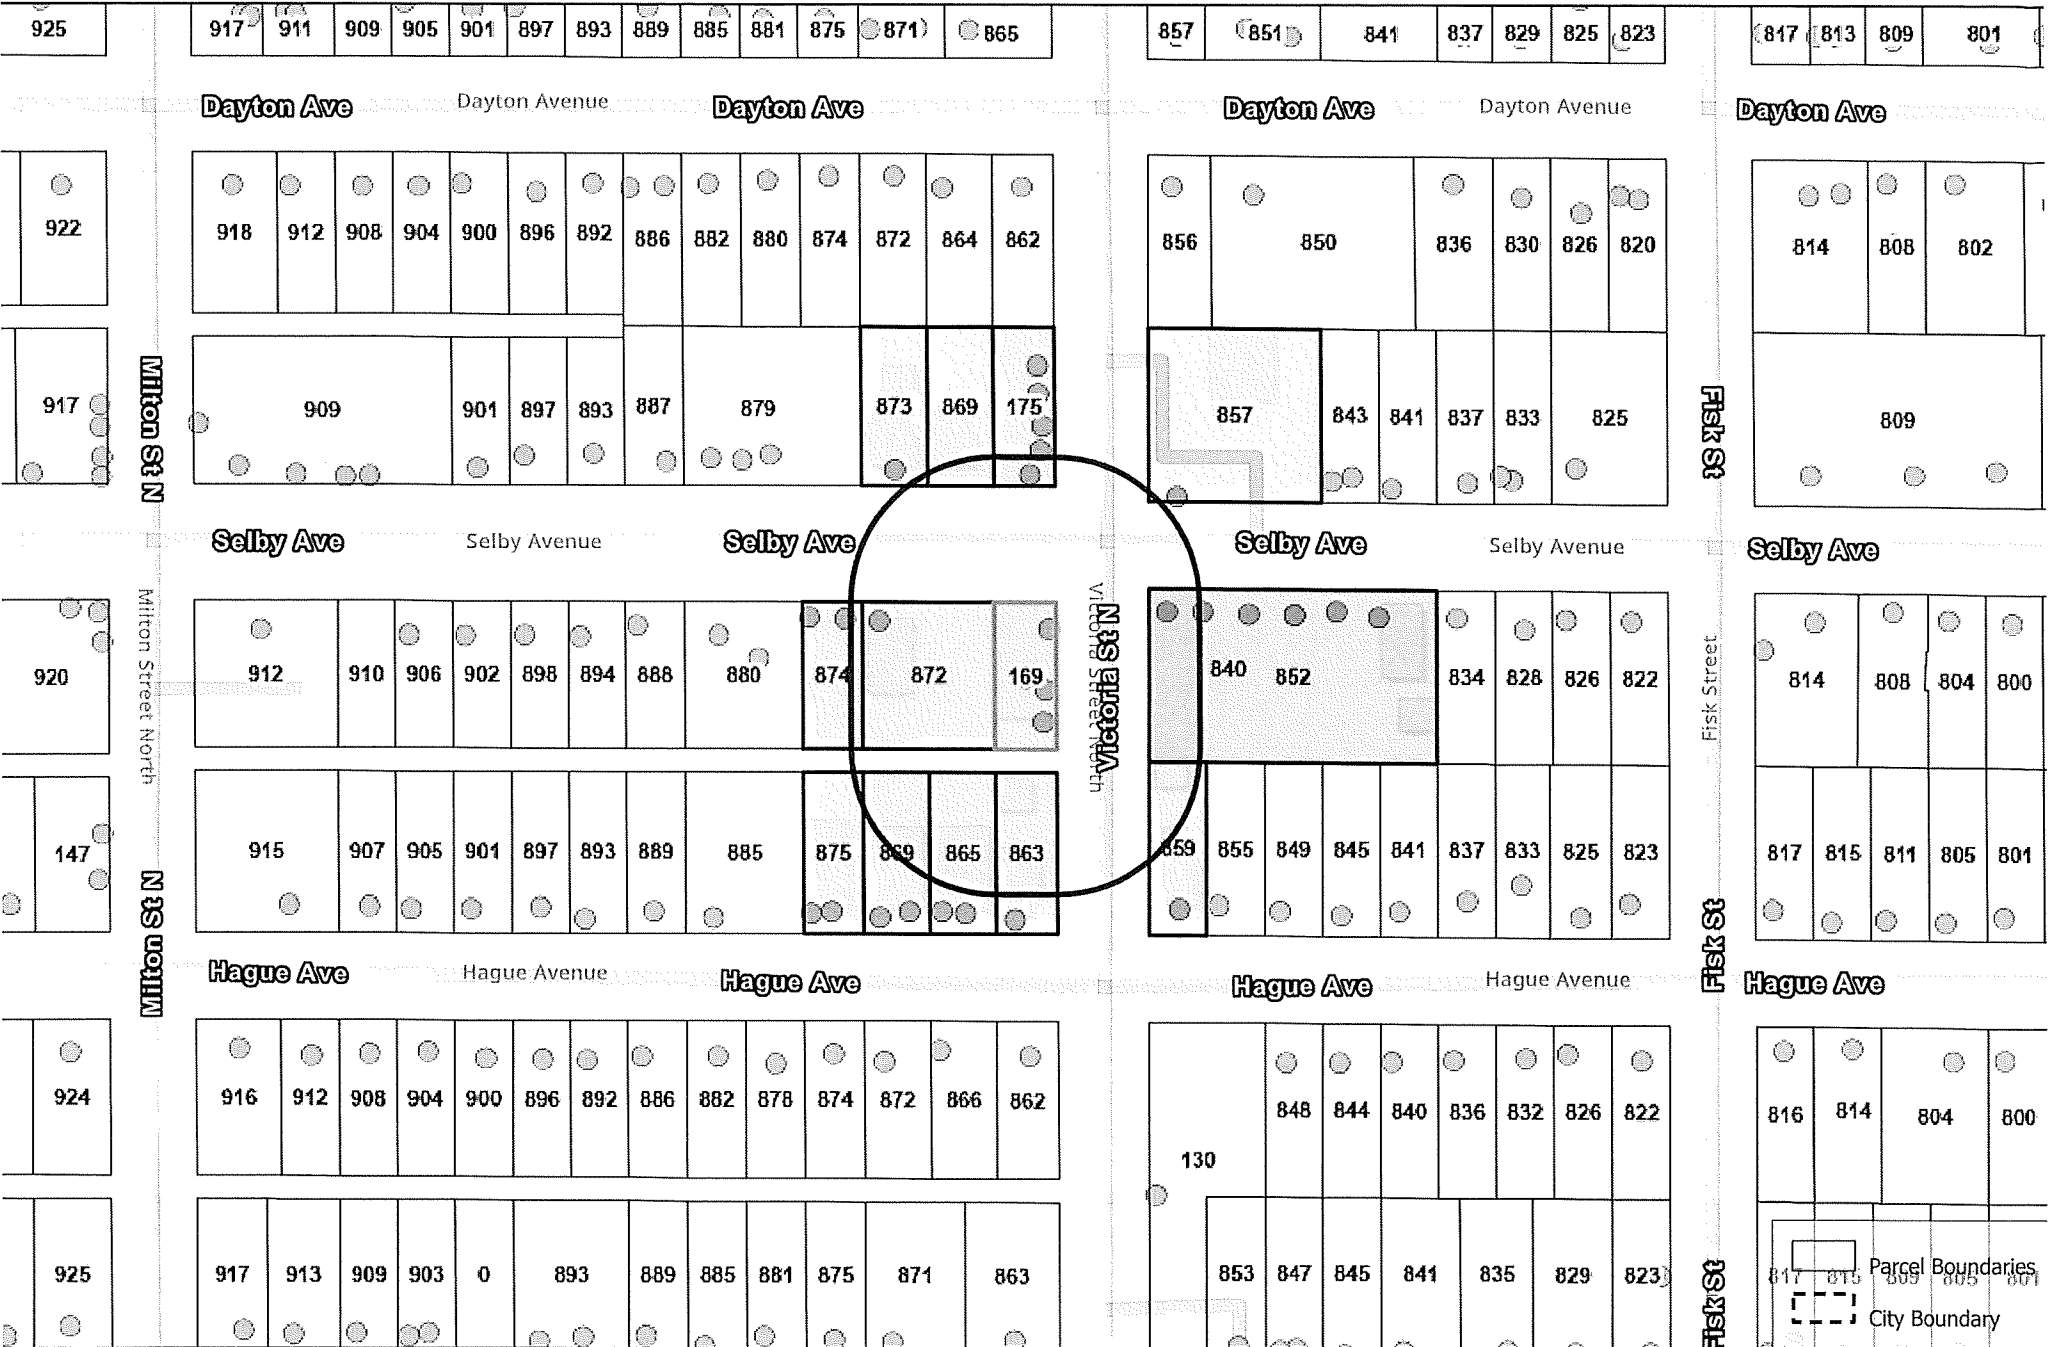 925 917 911 909 905 901 897 893 889 885 881 875 871 865 857 851 841 837 829 825 823 817 813 809 801
Dayton Ave Dayton Avenue Dayton Ave Dayton Ave Dayton Avenue Dayton Ave
922 918 912 908 904 900 896 892 886 882 880 874 872 864 862 856 850 836 830 826 820 814 808 802
Milton St N
Fisk St
917 909 901 897 893 887 879 873 869 175 857 843 841 837 833 825 809
Selby Ave Selby Avenue Selby Ave Selby Ave Selby Avenue Selby Ave
Milton Street North
Victoria Street North
Victoria St N
Fisk Street
920 912 910 906 902 898 894 888 880 874 872 169 840 852 834 828 826 822 814 808 804 800
147 915 907 905 901 897 893 889 885 875 869 865 863 859 855 849 845 841 837 833 825 823 817 815 811 805 801
Milton St N
Fisk St
Hague Ave Hague Avenue Hague Ave Hague Ave Hague Avenue Hague Ave
924 916 912 908 904 900 896 892 886 882 878 874 872 866 862 848 844 840 836 832 826 822 816 814 804 800
130
925 917 913 909 903 0 893 889 885 881 875 871 863 853 847 845 841 835 829 823 817 815 809 805 801
Fisk St
Parcel Boundaries
City Boundary